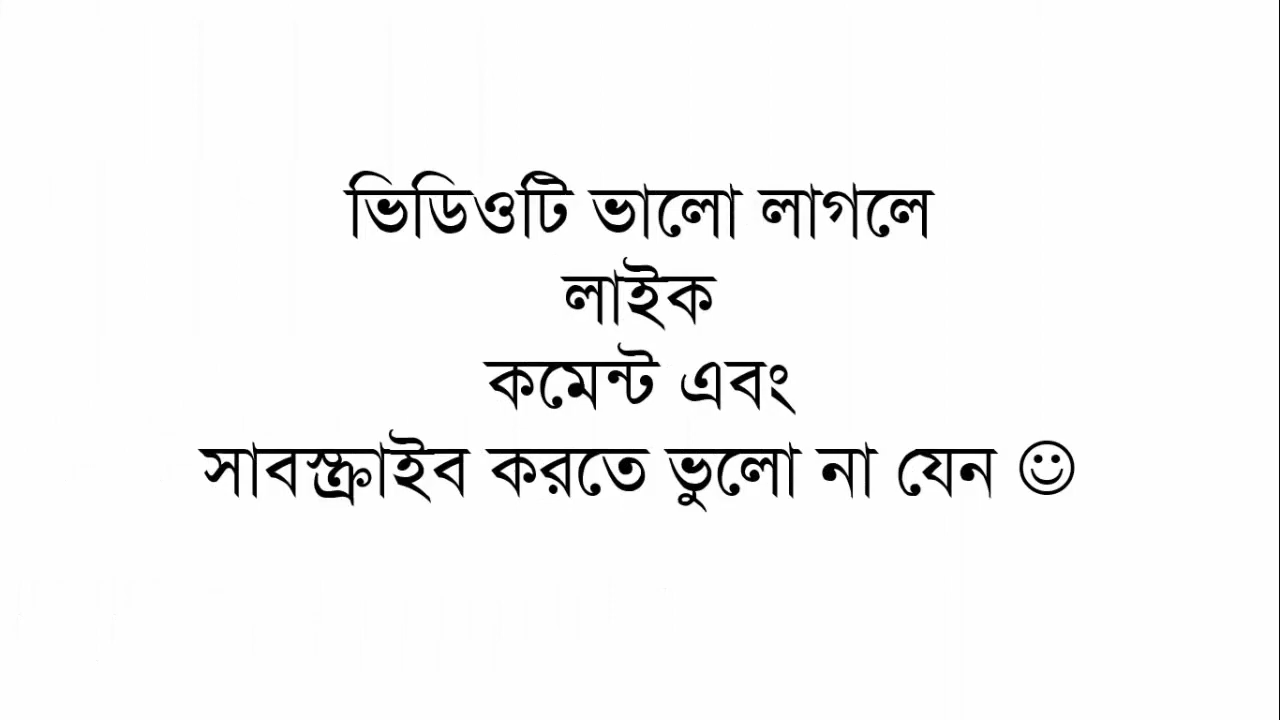 ভিডিওটি ভালো লাগলে
লাইক
কমেন্ট এবং
সাবস্ক্রাইব করতে ভুলো না যেন ☺